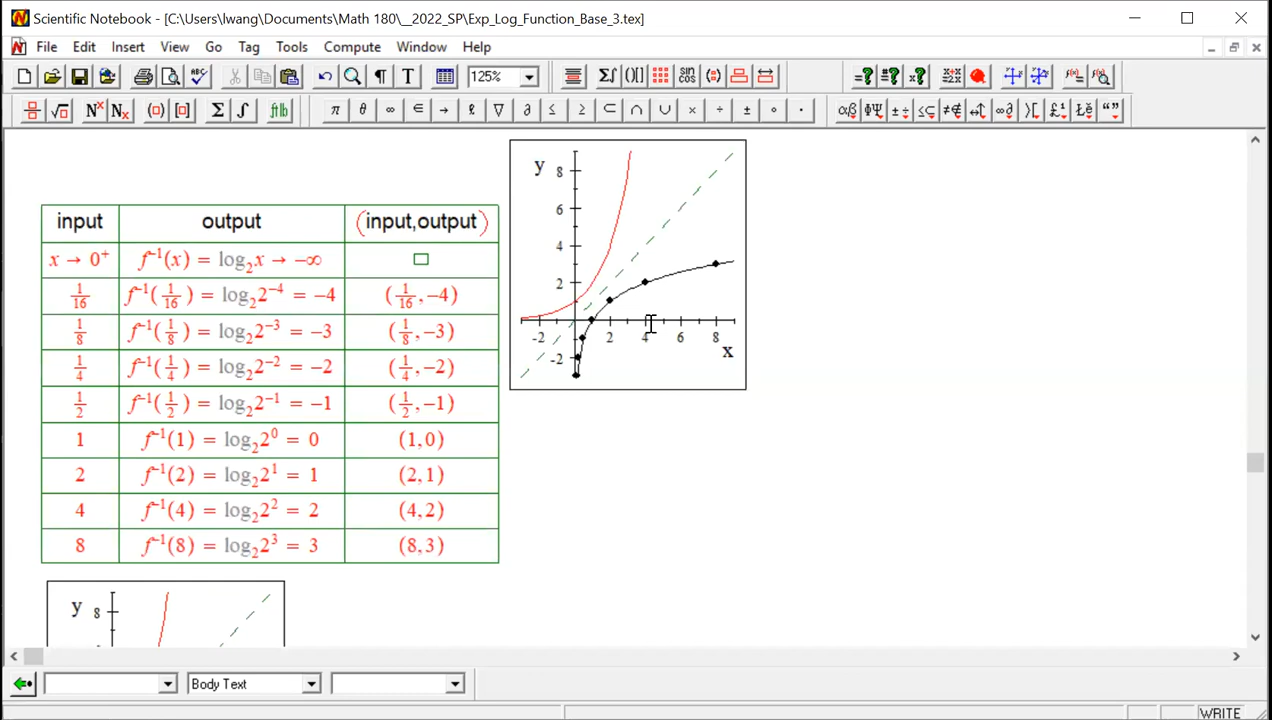 Scientific Notebook - [C:\Users\lwang\Documents\Math 180\__2022_SP\Exp_Log_Function_Base_3.tex]
File Edit Insert View Go Tag Tools Compute Window Help
125%
π θ ∞ ∈ → ℓ ∇ ∂ ≤ ≥ ⊂ ∩ ∪ × ÷ ± ∘ ·
input output (input,output)
x → 0⁺ f⁻¹(x) = log₂x → −∞
1/16 f⁻¹(1/16) = log₂2⁻⁴ = −4 (1/16, −4)
1/8 f⁻¹(1/8) = log₂2⁻³ = −3 (1/8, −3)
1/4 f⁻¹(1/4) = log₂2⁻² = −2 (1/4, −2)
1/2 f⁻¹(1/2) = log₂2⁻¹ = −1 (1/2, −1)
1 f⁻¹(1) = log₂2⁰ = 0 (1,0)
2 f⁻¹(2) = log₂2¹ = 1 (2,1)
4 f⁻¹(4) = log₂2² = 2 (4,2)
8 f⁻¹(8) = log₂2³ = 3 (8,3)
y 8
6
4
2
-2 2 4 6 8
-2
x
y 8
Body Text
WRITE